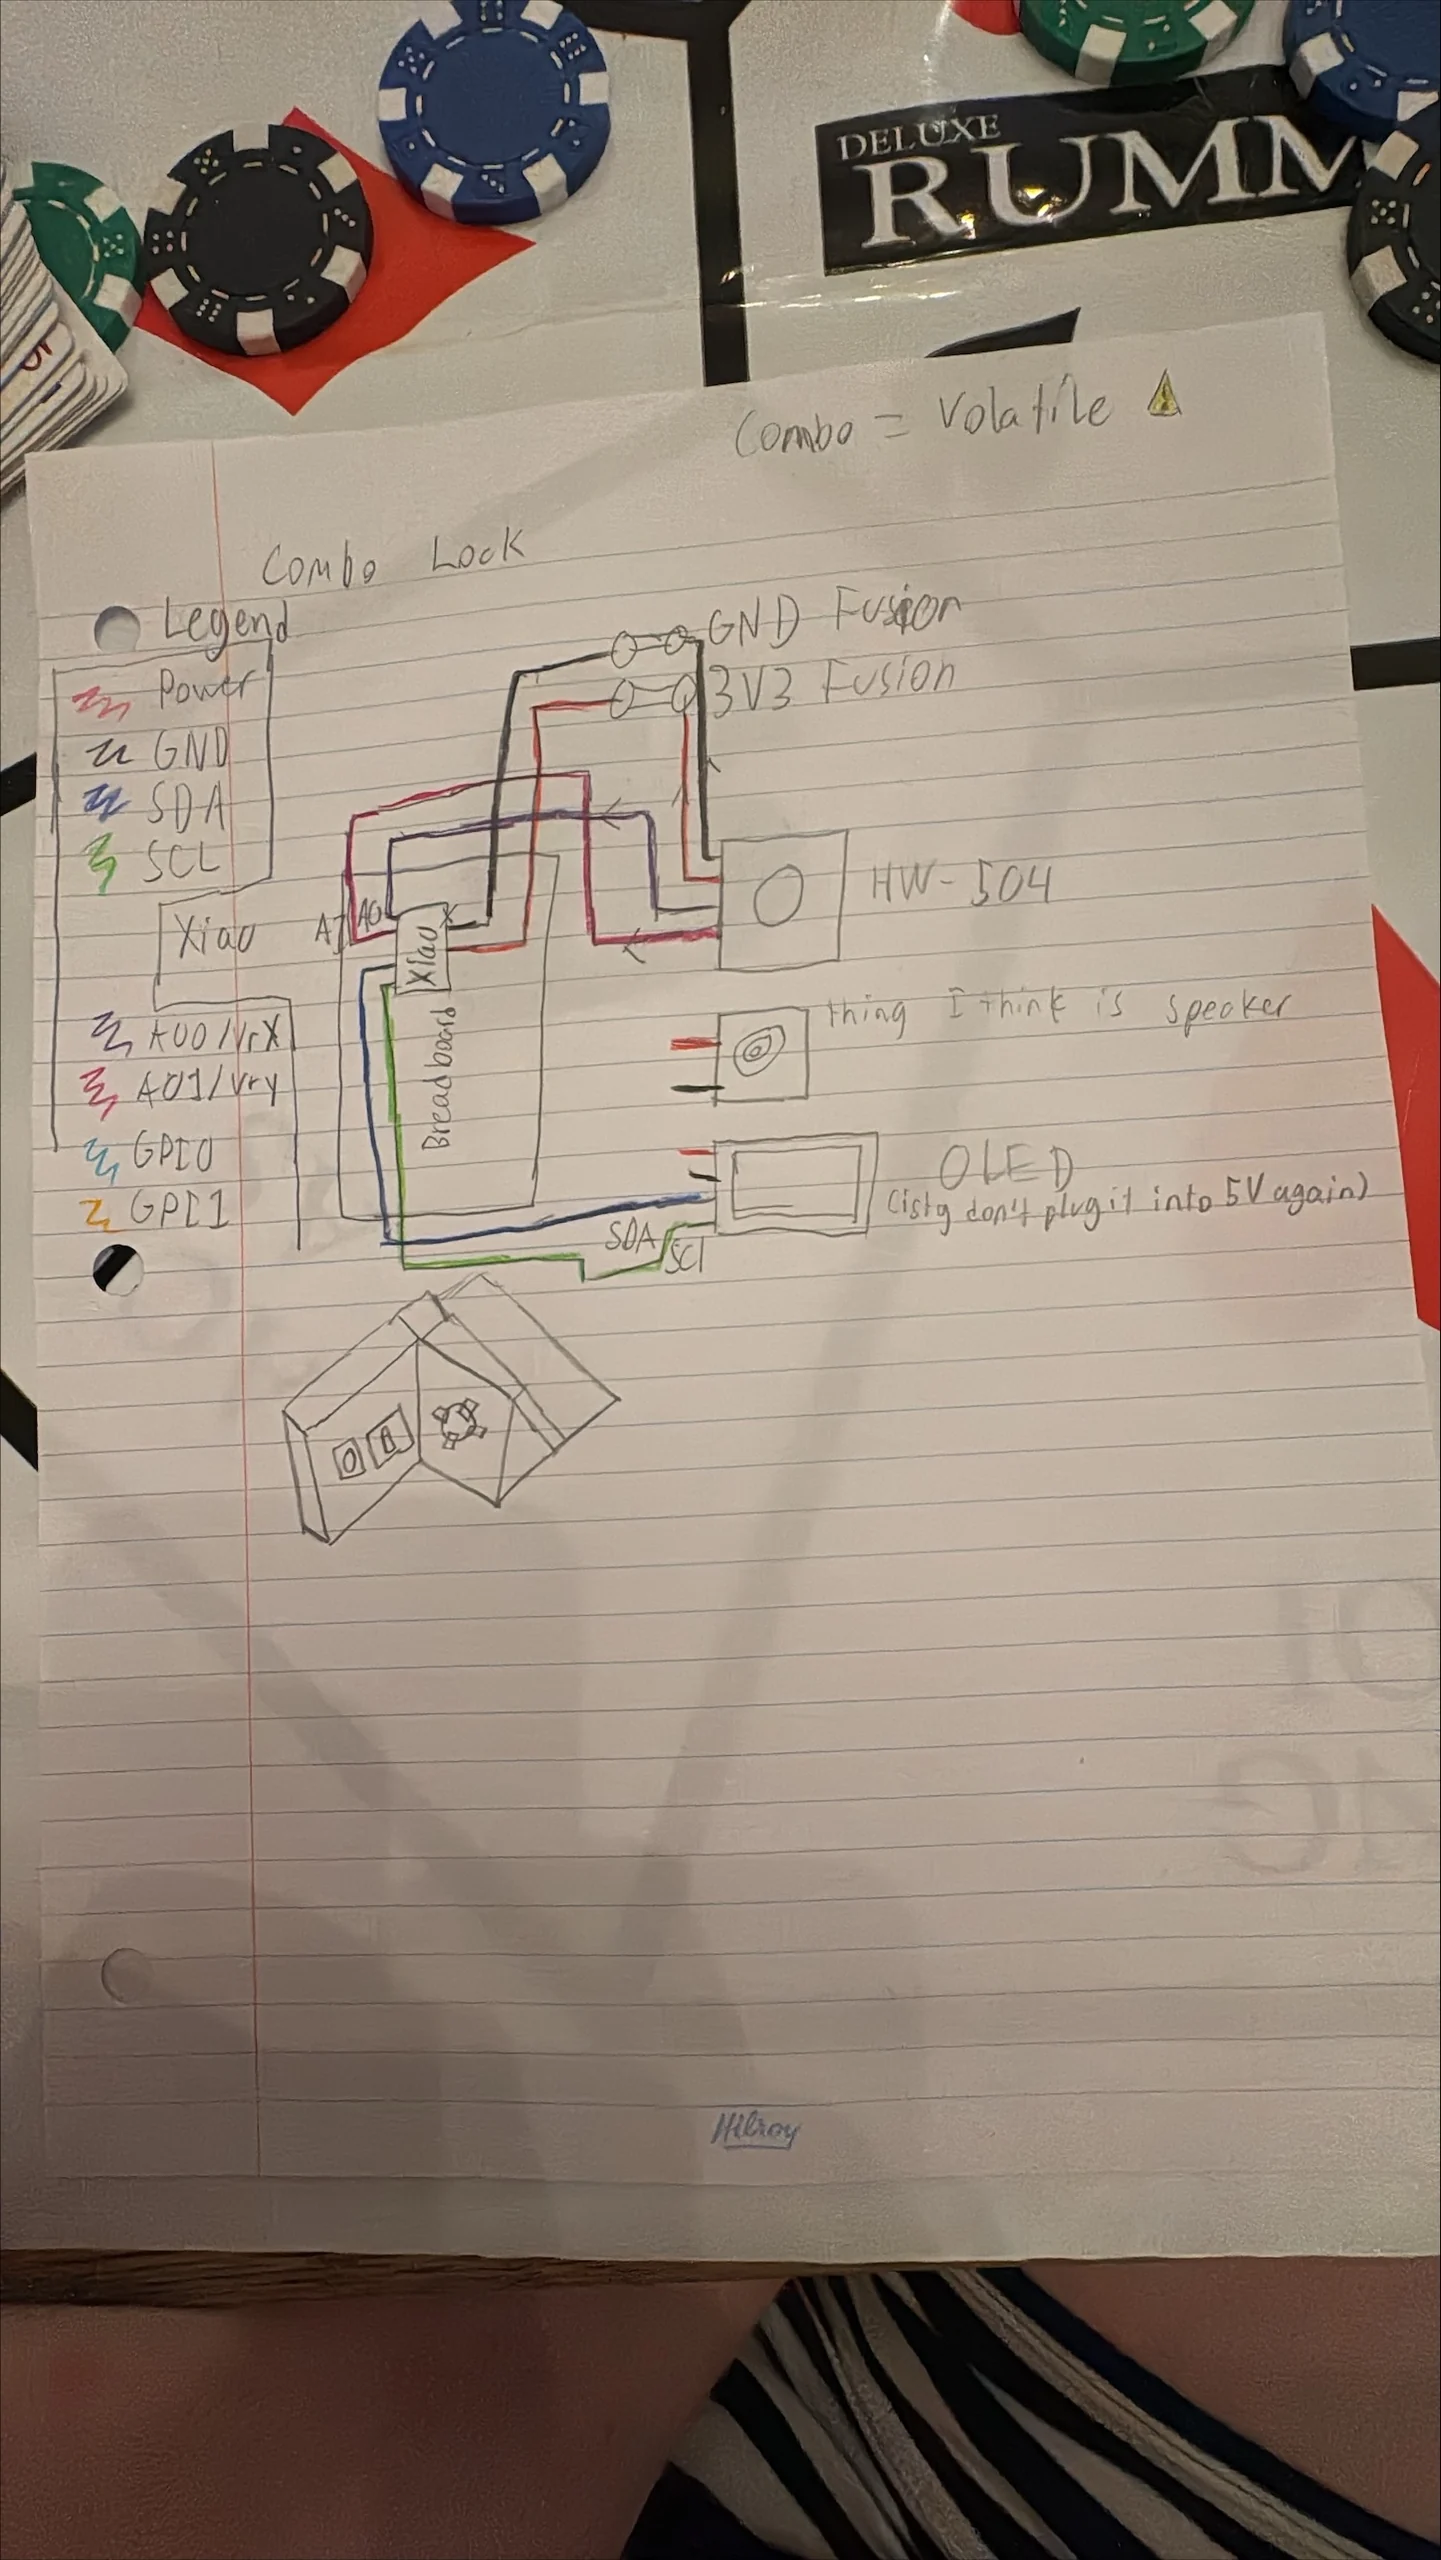 DELUXE
RUMM
Combo = Volatile
Combo Lock
Legend
Power
GND
SDA
SCL
Xiao
A00/VrX
A01/Vry
GPIO
GPI1
GND Fusion
3V3 Fusion
A1
A0
Xiao
Breadboard
HW-504
thing I think is speaker
OLED
(istg don't plug it into 5V again)
SDA
SCL
Hilroy